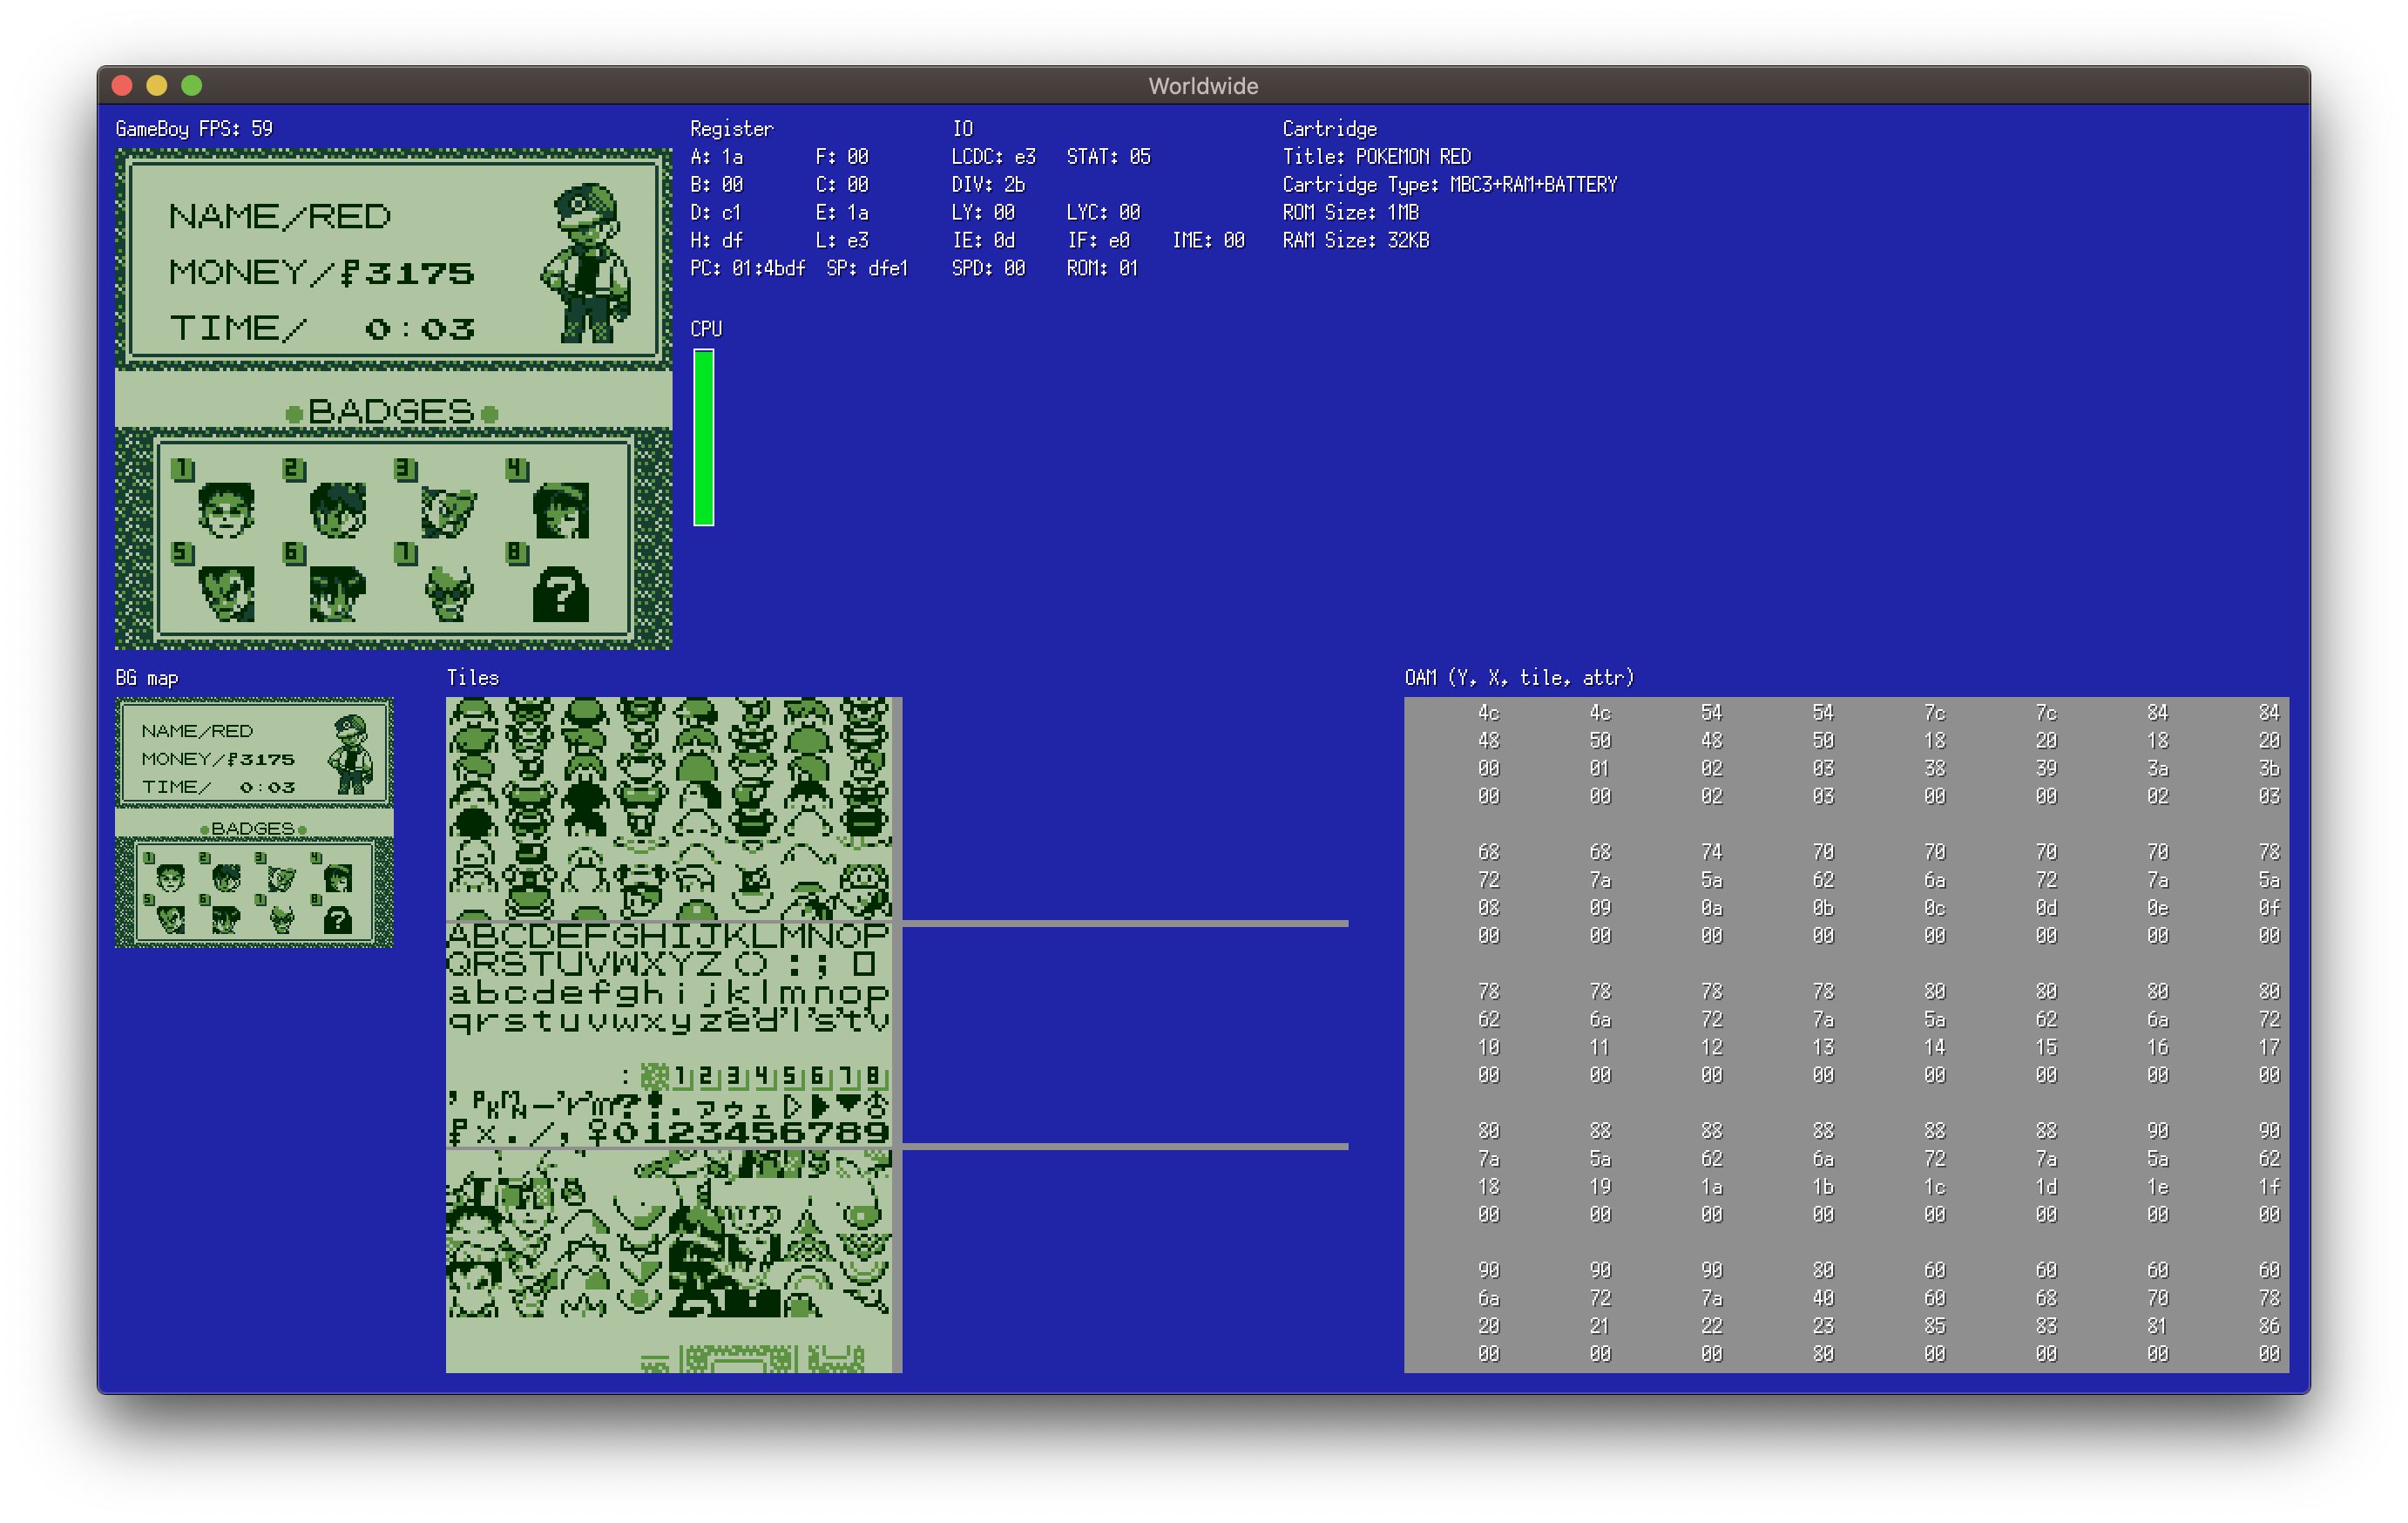 Worldwide
GameBoy FPS: 59
NAME/RED
MONEY/₽3175
TIME/ 0:03
●BADGES●
1 2 3 4
5 6 7 8
?
Register
A: 1a F: 00
B: 00 C: 00
D: c1 E: 1a
H: df L: e3
PC: 01:4bdf SP: dfe1
IO
LCDC: e3 STAT: 05
DIV: 2b
LY: 00 LYC: 00
IE: 0d IF: e0 IME: 00
SPD: 00 ROM: 01
Cartridge
Title: POKEMON RED
Cartridge Type: MBC3+RAM+BATTERY
ROM Size: 1MB
RAM Size: 32KB
CPU
BG map
NAME/RED
MONEY/₽3175
TIME/ 0:03
●BADGES●
1 2 3 4
5 6 7 8
?
Tiles
ABCDEFGHIJKLMNOP
QRSTUVWXYZ():;[]
abcdefghijklmnop
qrstuvwxyzé'd'l's't'v
: 1 2 3 4 5 6 7 8
? ! . ァ ゥ ェ ▷ ▶ ▼ ♂
₽ × . / , ♀ 0123456789
OAM (Y, X, tile, attr)
4c 4c 54 54 7c 7c 84 84
48 50 48 50 18 20 18 20
00 01 02 03 38 39 3a 3b
00 00 02 03 00 00 02 03
68 68 74 70 70 70 70 78
72 7a 5a 62 6a 72 7a 5a
08 09 0a 0b 0c 0d 0e 0f
00 00 00 00 00 00 00 00
78 78 78 78 80 80 80 80
62 6a 72 7a 5a 62 6a 72
10 11 12 13 14 15 16 17
00 00 00 00 00 00 00 00
80 88 88 88 88 88 90 90
7a 5a 62 6a 72 7a 5a 62
18 19 1a 1b 1c 1d 1e 1f
00 00 00 00 00 00 00 00
90 90 90 80 60 60 60 60
6a 72 7a 40 60 68 70 78
20 21 22 23 85 83 81 86
00 00 00 80 00 00 00 00